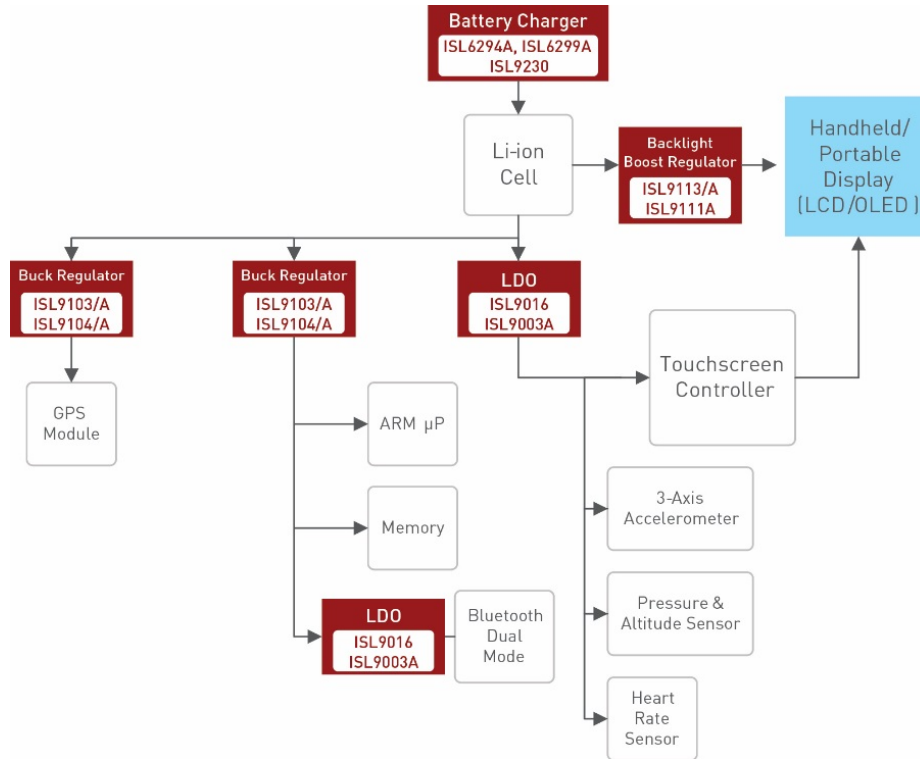 Battery Charger
ISL6294A, ISL6299A
ISL9230
Li-ion
Cell
Backlight
Boost Regulator
ISL9113/A
ISL9111A
Handheld/
Portable
Display
(LCD/OLED)
Buck Regulator
ISL9103/A
ISL9104/A
Buck Regulator
ISL9103/A
ISL9104/A
LDO
ISL9016
ISL9003A
GPS
Module
ARM µP
Memory
LDO
ISL9016
ISL9003A
Bluetooth
Dual
Mode
Touchscreen
Controller
3-Axis
Accelerometer
Pressure &
Altitude Sensor
Heart
Rate
Sensor